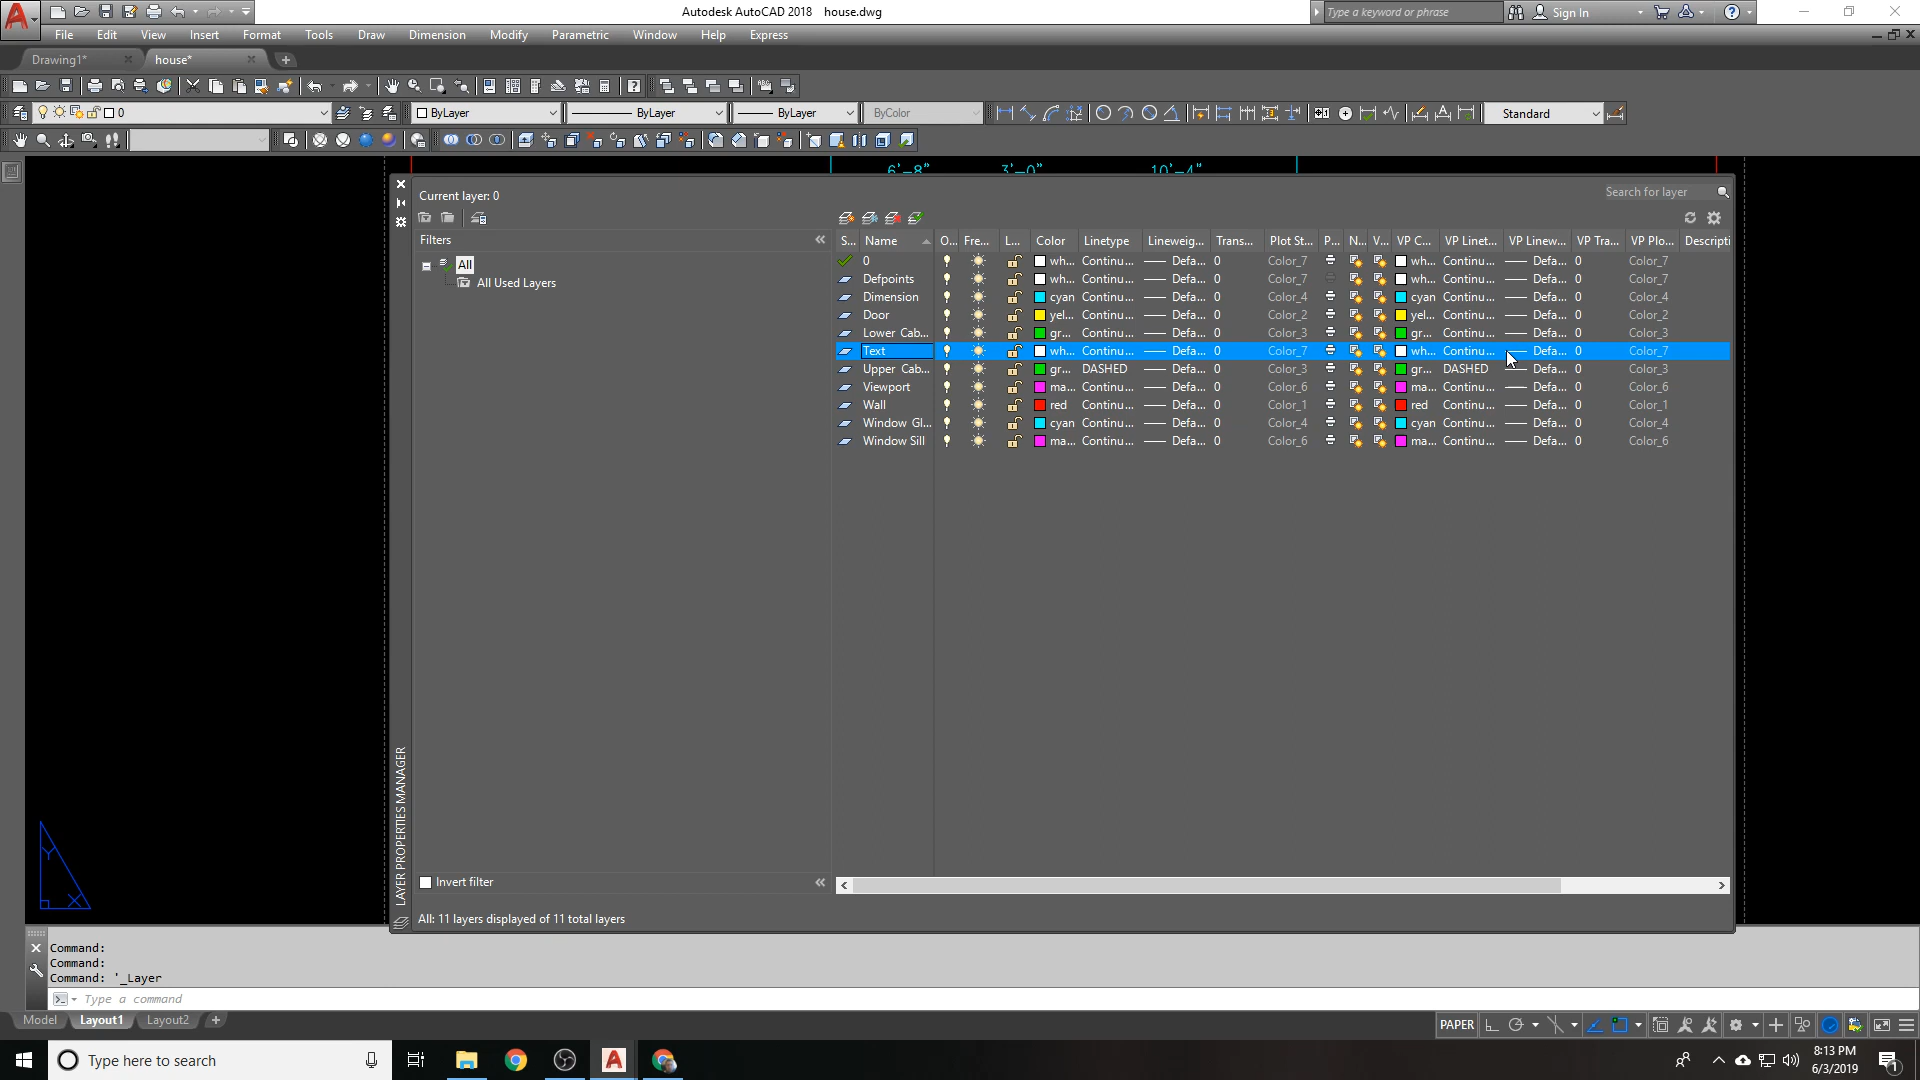 Autodesk AutoCAD 2018 house.dwg
Type a keyword or phrase
Sign In
File Edit View Insert Format Tools Draw Dimension Modify Parametric Window Help Express
Drawing1* house*
0 ByLayer ByLayer ByLayer ByColor Standard
6'-8" 3'-0" 10'-4"
Current layer: 0
Search for layer
Filters
All
All Used Layers
S... Name O... Fre... L... Color Linetype Lineweig... Trans... Plot St... P... N... V... VP C... VP Linet... VP Linew... VP Tra... VP Plo... Descripti
0 wh... Continu... Defa... 0 Color_7 wh... Continu... Defa... 0 Color_7
Defpoints wh... Continu... Defa... 0 Color_7 wh... Continu... Defa... 0 Color_7
Dimension cyan Continu... Defa... 0 Color_4 cyan Continu... Defa... 0 Color_4
Door yel... Continu... Defa... 0 Color_2 yel... Continu... Defa... 0 Color_2
Lower Cab... gr... Continu... Defa... 0 Color_3 gr... Continu... Defa... 0 Color_3
Text wh... Continu... Defa... 0 Color_7 wh... Continu... Defa... 0 Color_7
Upper Cab... gr... DASHED Defa... 0 Color_3 gr... DASHED Defa... 0 Color_3
Viewport ma... Continu... Defa... 0 Color_6 ma... Continu... Defa... 0 Color_6
Wall red Continu... Defa... 0 Color_1 red Continu... Defa... 0 Color_1
Window Gl... cyan Continu... Defa... 0 Color_4 cyan Continu... Defa... 0 Color_4
Window Sill ma... Continu... Defa... 0 Color_6 ma... Continu... Defa... 0 Color_6
LAYER PROPERTIES MANAGER
Invert filter
All: 11 layers displayed of 11 total layers
Y
X
Command:
Command:
Command: '_Layer
Type a command
Model Layout1 Layout2
PAPER
Type here to search
8:13 PM
6/3/2019
1